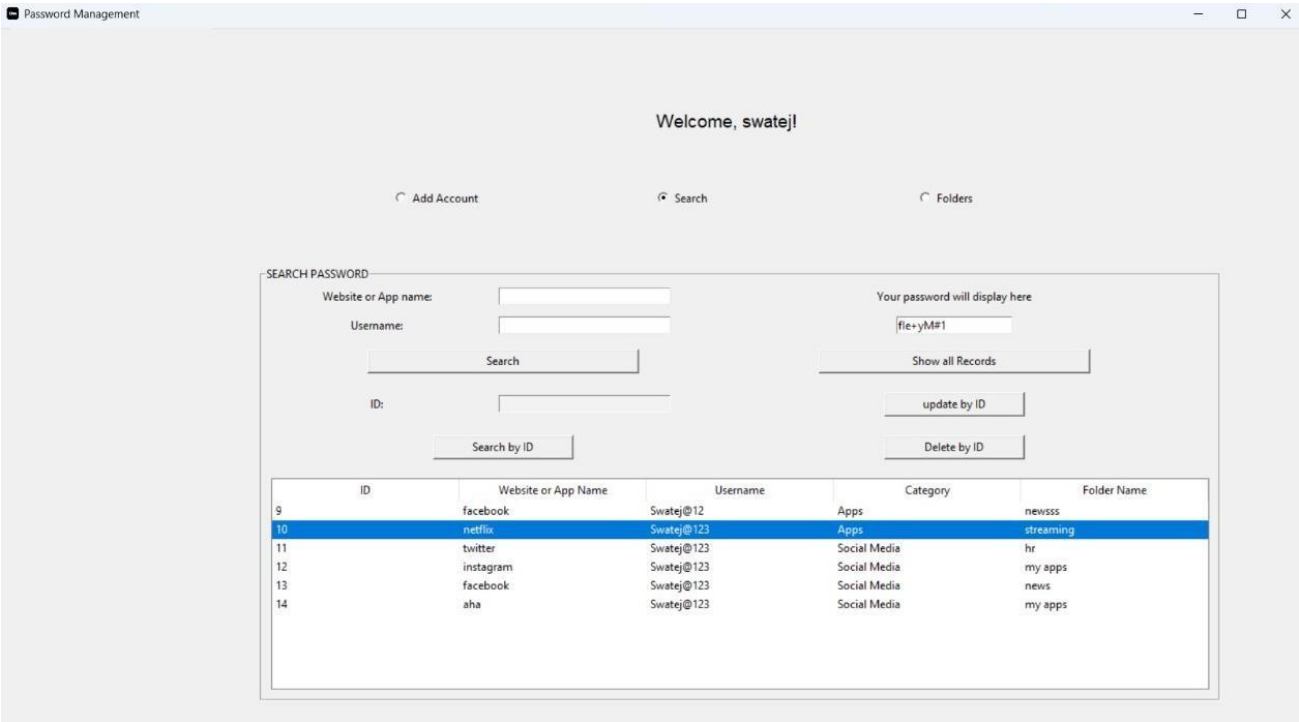 Password Management
Welcome, swatej!
Add Account Search Folders
SEARCH PASSWORD
Website or App name: Your password will display here
Username: fle+yM#1
Search Show all Records
ID: update by ID
Search by ID Delete by ID
ID Website or App Name Username Category Folder Name
9 facebook Swatej@12 Apps newsss
10 netflix Swatej@123 Apps streaming
11 twitter Swatej@123 Social Media hr
12 instagram Swatej@123 Social Media my apps
13 facebook Swatej@123 Social Media news
14 aha Swatej@123 Social Media my apps